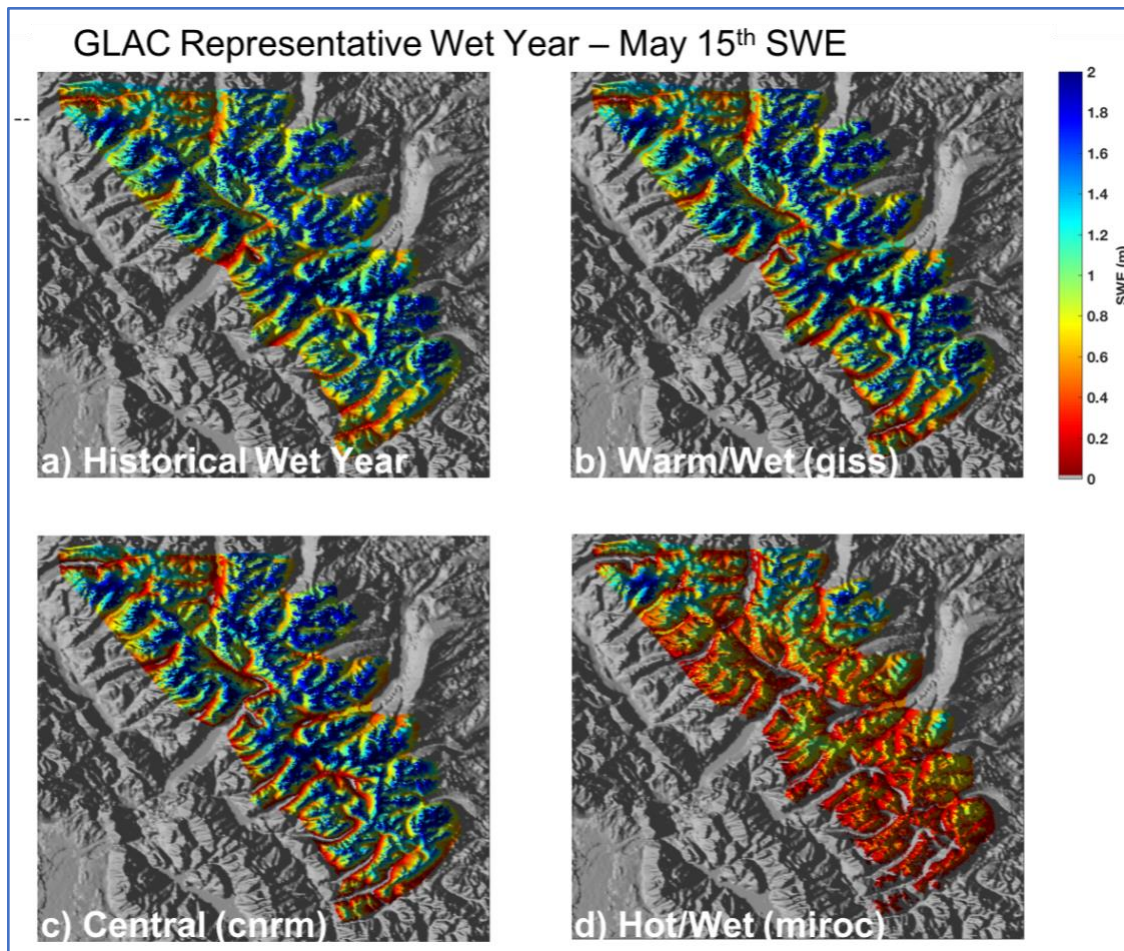 GLAC Representative Wet Year – May 15th SWE
--
a) Historical Wet Year
b) Warm/Wet (giss)
2
1.8
1.6
1.4
1.2
1
0.8
0.6
0.4
0.2
0
SWE (m)
c) Central (cnrm)
d) Hot/Wet (miroc)